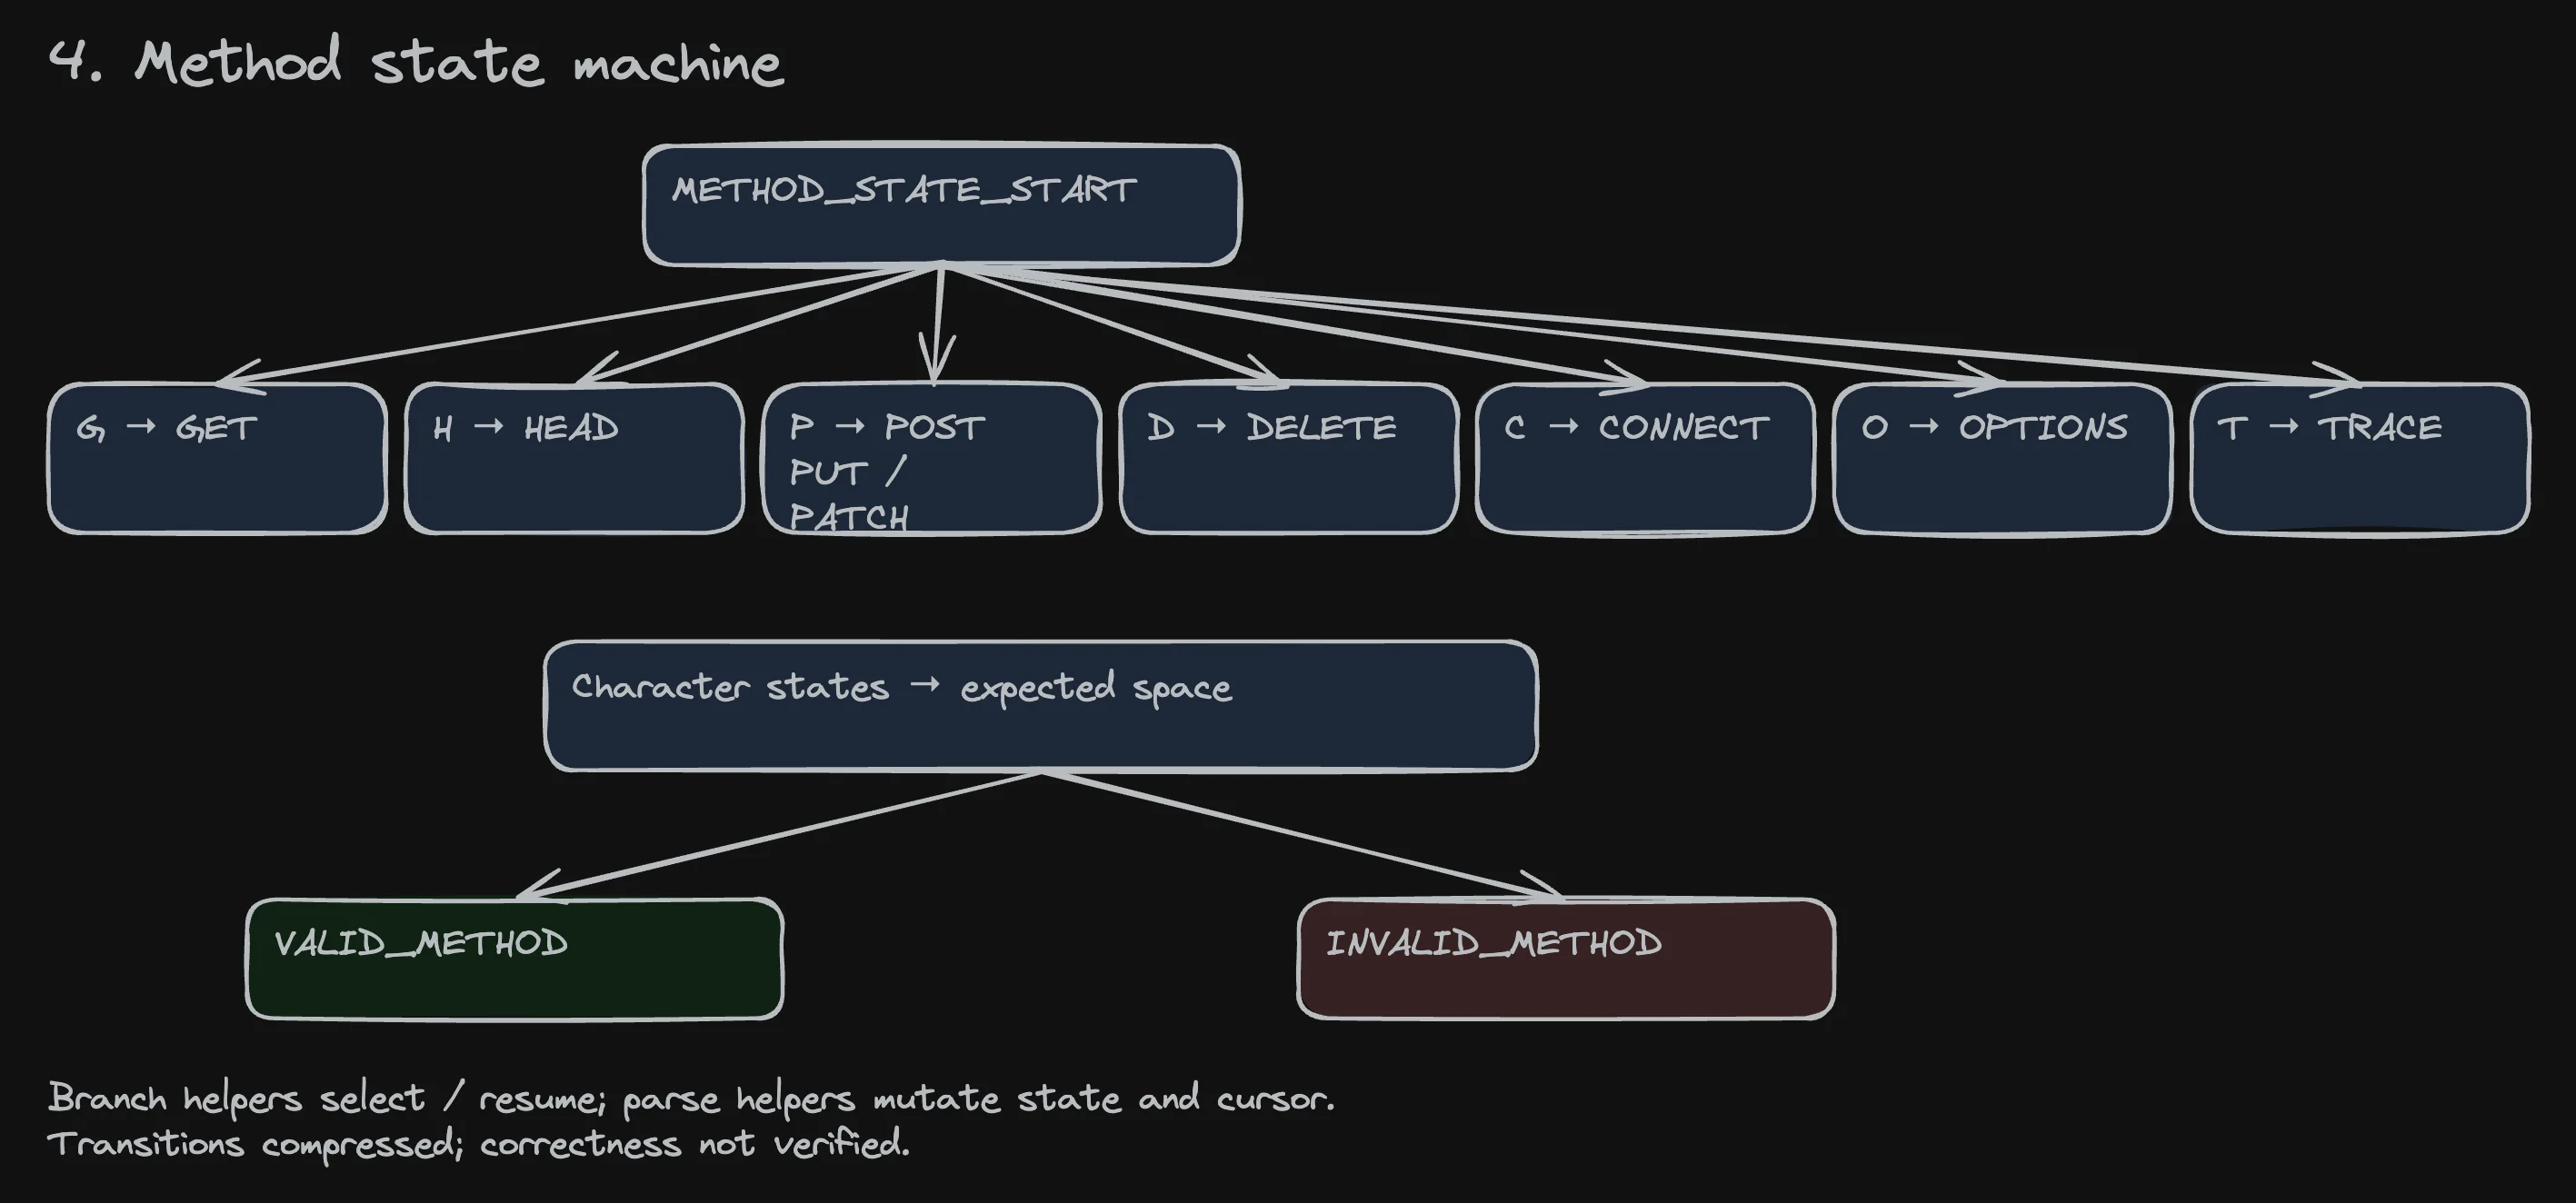 4. Method state machine
METHOD_STATE_START
G → GET
H → HEAD
P → POST
PUT /
PATCH
D → DELETE
C → CONNECT
O → OPTIONS
T → TRACE
Character states → expected space
VALID_METHOD
INVALID_METHOD
Branch helpers select / resume; parse helpers mutate state and cursor.
Transitions compressed; correctness not verified.